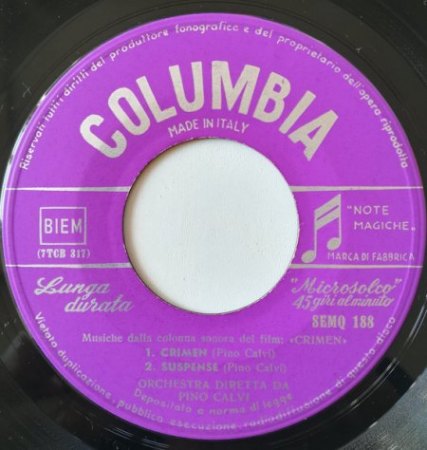 Riservati tutti diritti del produttore fonografico e del proprietario dell'opera riprodotta
COLUMBIA
MADE IN ITALY
BIEM
(7TCB 317)
"NOTE
MAGICHE"
MARCA DI FABBRICA
Lunga
durata
"Microsolco"
45 giri al minuto
SEMQ 188
Musiche dalla colonna sonora del film: «CRIMEN»
1. CRIMEN (Pino Calvi)
2. SUSPENSE (Pino Calvi)
ORCHESTRA DIRETTA DA
PINO CALVI
Depositato a norma di legge
Vietata duplicazione, pubblica esecuzione, radiodiffusione di questo disco